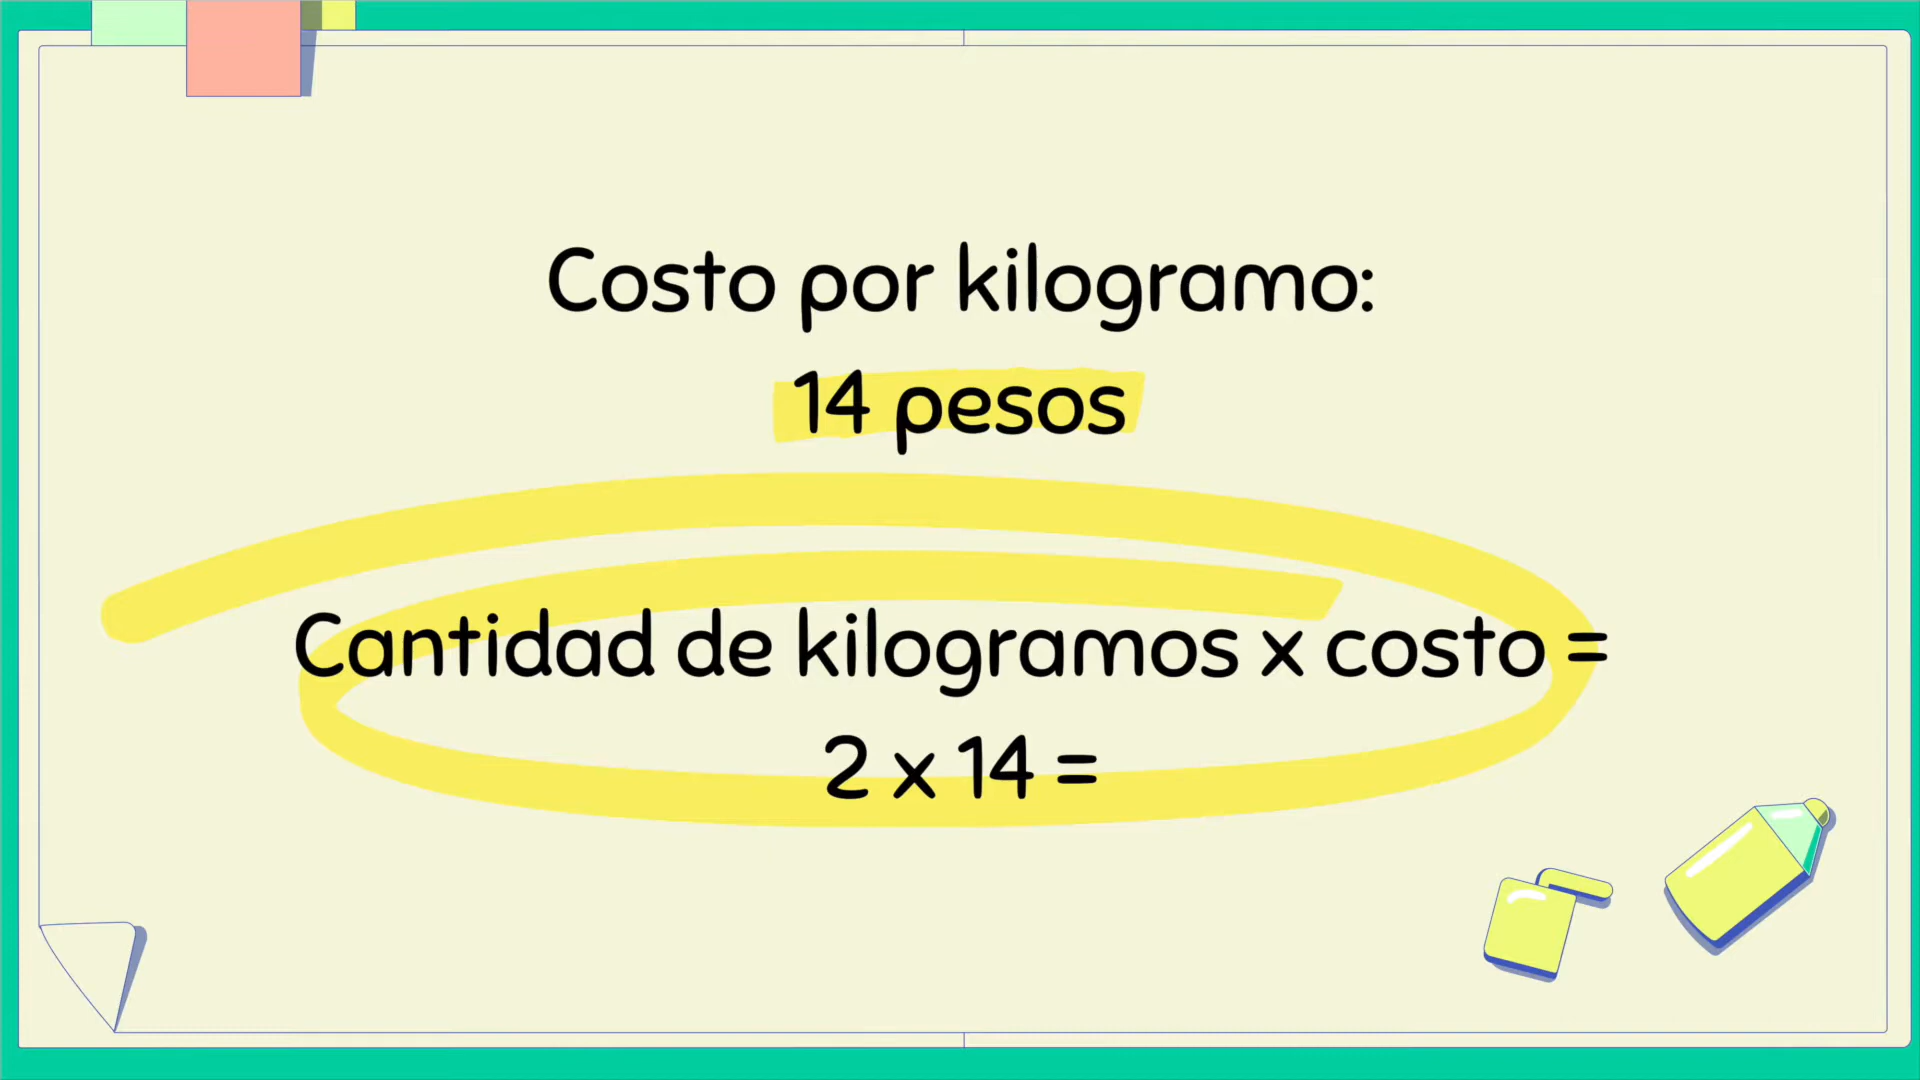 Costo por kilogramo:
14 pesos
Cantidad de kilogramos x costo =
2 x 14 =